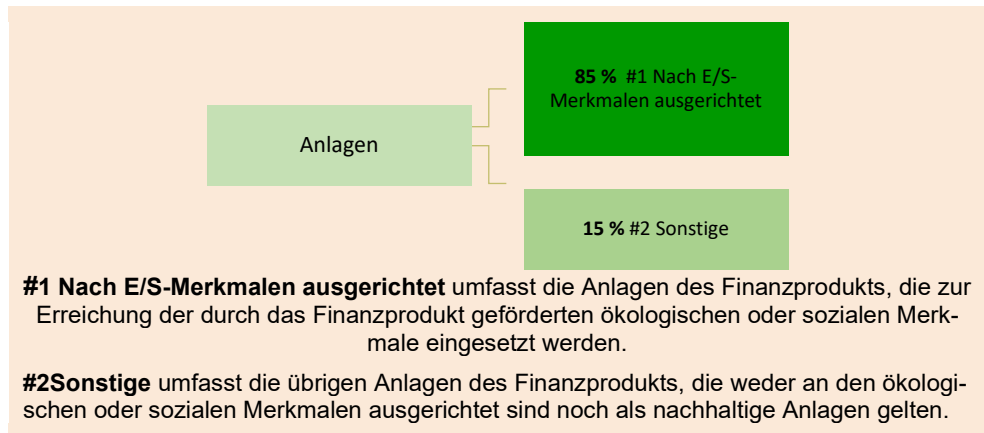 85 % #1 Nach E/S-
Merkmalen ausgerichtet
Anlagen
15 % #2 Sonstige
#1 Nach E/S-Merkmalen ausgerichtet umfasst die Anlagen des Finanzprodukts, die zur
Erreichung der durch das Finanzprodukt geförderten ökologischen oder sozialen Merk-
male eingesetzt werden.
#2Sonstige umfasst die übrigen Anlagen des Finanzprodukts, die weder an den ökologi-
schen oder sozialen Merkmalen ausgerichtet sind noch als nachhaltige Anlagen gelten.